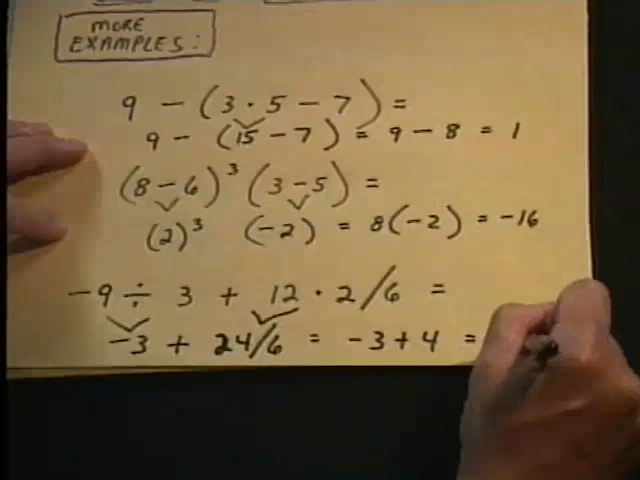 MORE
EXAMPLES:
9 - (3 · 5 - 7) =
9 - (15 - 7) = 9 - 8 = 1
(8 - 6)³ (3 - 5) =
(2)³ (-2) = 8(-2) = -16
-9 ÷ 3 + 12 · 2/6 =
-3 + 24/6 = -3 + 4 =